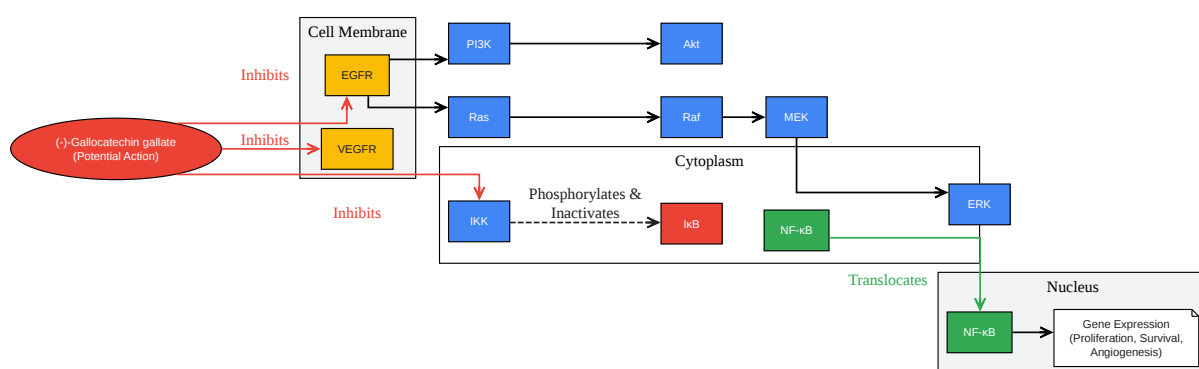 Cell Membrane
PI3K
Akt
EGFR
Inhibits
Ras
Raf
MEK
(-)-Gallocatechin gallate
(Potential Action)
Inhibits
VEGFR
Cytoplasm
Phosphorylates &
Inactivates
ERK
Inhibits
IKK
IκB
NF-κB
Translocates
Nucleus
NF-κB
Gene Expression
(Proliferation, Survival,
Angiogenesis)